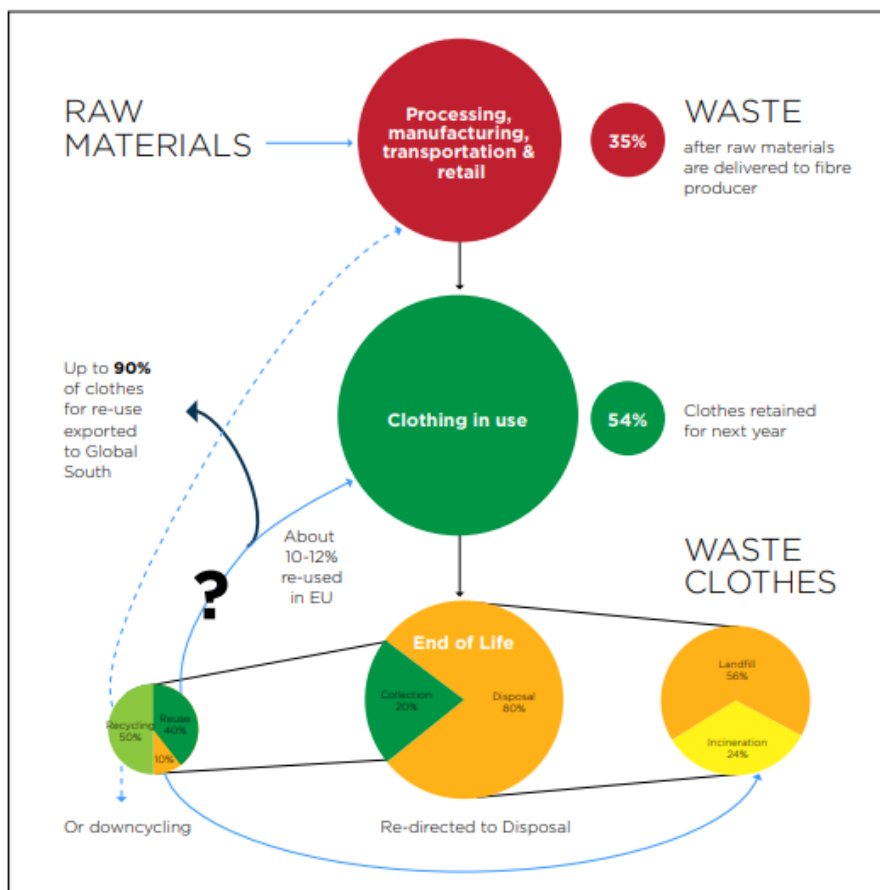 RAW
MATERIALS
Processing,
manufacturing,
transportation &
retail
35%
WASTE
after raw materials
are delivered to fibre
producer
Up to 90%
of clothes
for re-use
exported
to Global
South
Clothing in use
54%
Clothes retained
for next year
About
10-12%
re-used
in EU
?
WASTE
CLOTHES
End of Life
Collection
20%
Disposal
80%
Landfill
56%
Incineration
24%
Recycling
50%
Reuse
40%
10%
Or downcycling
Re-directed to Disposal